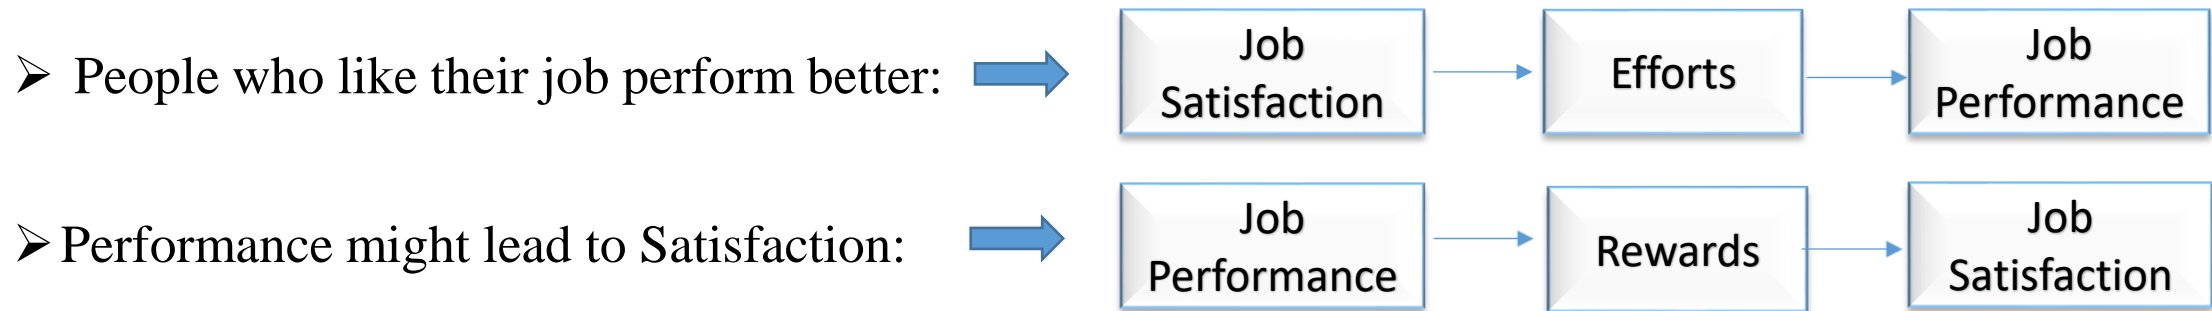 ➢ People who like their job perform better:
Job
Satisfaction
Efforts
Job
Performance
➢ Performance might lead to Satisfaction:
Job
Performance
Rewards
Job
Satisfaction